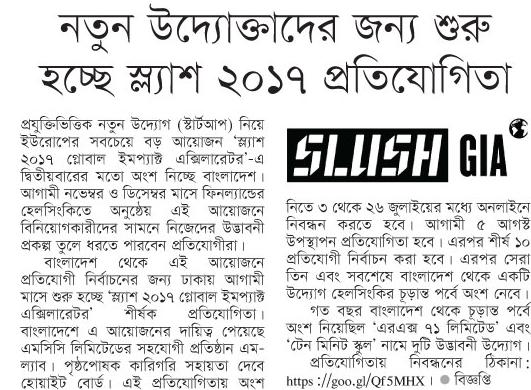 নতুন উদ্যোক্তাদের জন্য শুরু
হচ্ছে স্ল্যাশ ২০১৭ প্রতিযোগিতা
প্রযুক্তিভিত্তিক নতুন উদ্যোগ (স্টার্টআপ) নিয়ে
ইউরোপের সবচেয়ে বড় আয়োজন ‘স্ল্যাশ
২০১৭ গ্লোবাল ইমপ্যাক্ট এক্সিলারেটর’-এ
দ্বিতীয়বারের মতো অংশ নিচ্ছে বাংলাদেশ।
আগামী নভেম্বর ও ডিসেম্বর মাসে ফিনল্যান্ডের
হেলসিংকিতে অনুষ্ঠেয় এই আয়োজনে
বিনিয়োগকারীদের সামনে নিজেদের উদ্ভাবনী
প্রকল্প তুলে ধরতে পারবেন প্রতিযোগীরা।
বাংলাদেশ থেকে এই আয়োজনে
প্রতিযোগী নির্বাচনের জন্য ঢাকায় আগামী
মাসে শুরু হচ্ছে ‘স্ল্যাশ ২০১৭ গ্লোবাল ইমপ্যাক্ট
এক্সিলারেটর’ শীর্ষক প্রতিযোগিতা।
বাংলাদেশে এ আয়োজনের দায়িত্ব পেয়েছে
এমসিসি লিমিটেডের সহযোগী প্রতিষ্ঠান এম-
ল্যাব। পৃষ্ঠপোষক কারিগরি সহায়তা দেবে
হোয়াইট বোর্ড। এই প্রতিযোগিতায় অংশ
SLUSH GIA
নিতে ৩ থেকে ২৬ জুলাইয়ের মধ্যে অনলাইনে
নিবন্ধন করতে হবে। আগামী ৫ আগস্ট
উপস্থাপন প্রতিযোগিতা হবে। এরপর শীর্ষ ১০
প্রতিযোগী নির্বাচন করা হবে। এরপর সেরা
তিন এবং সবশেষে বাংলাদেশ থেকে একটি
উদ্যোগ হেলসিংকির চূড়ান্ত পর্বে অংশ নেবে।
গত বছর বাংলাদেশ থেকে চূড়ান্ত পর্বে
অংশ নিয়েছিল ‘এরএক্স ৭১ লিমিটেড’ এবং
‘টেন মিনিট স্কুল’ নামে দুটি উদ্ভাবনী উদ্যোগ।
প্রতিযোগিতায় নিবন্ধনের ঠিকানা:
https://goo.gl/Qf5MHX ● বিজ্ঞপ্তি